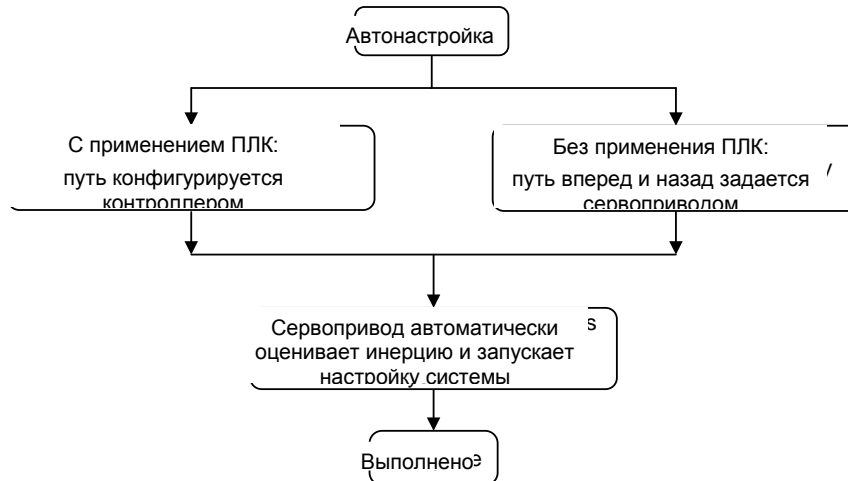 Автонастройка
С применением ПЛК:
путь конфигурируется
контроллером
Без применения ПЛК:
путь вперед и назад задается
сервоприводом
Сервопривод автоматически
оценивает инерцию и запускает
настройку системы
Выполнено